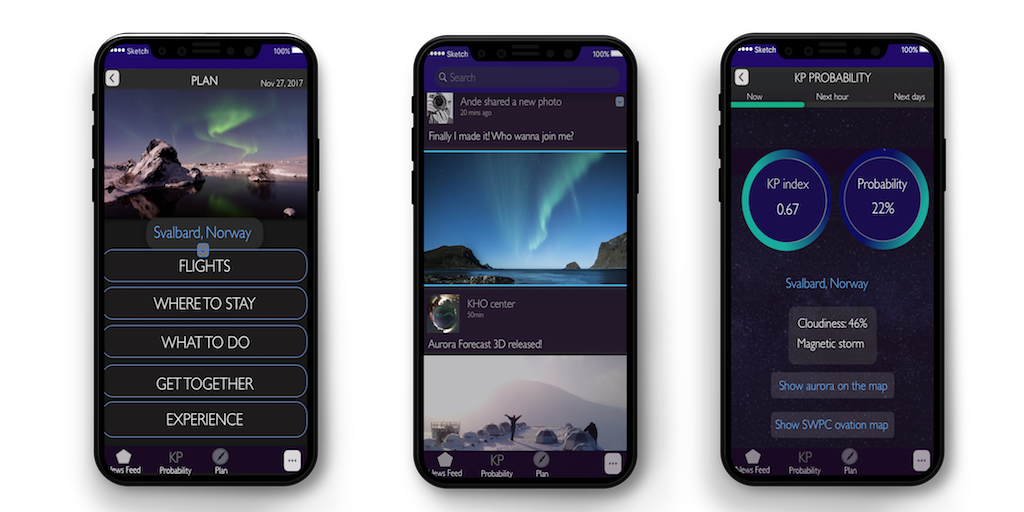 Sketch
100%
PLAN
Nov 27, 2017
Svalbard, Norway
FLIGHTS
WHERE TO STAY
WHAT TO DO
GET TOGETHER
EXPERIENCE
ews Feed
KP
Probability
Plan
Sketch
100%
Search
Ande shared a new photo
20 mins ago
Finally I made it! Who wanna join me?
KHO center
50min
Aurora Forecast 3D released!
ews Feed
KP
Probability
Plan
Sketch
100%
KP PROBABILITY
Now Next hour Next days
KP index
0.67
Probability
22%
Svalbard, Norway
Cloudiness: 46%
Magnetic storm
Show aurora on the map
Show SWPC ovation map
News Feed
KP
Probability
Plan